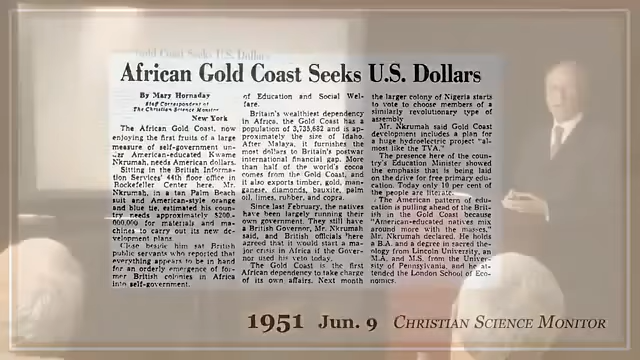 African Gold Coast Seeks U.S. Dollars
By Mary Hornaday
Staff Correspondent of
The Christian Science Monitor
New York
The African Gold Coast, now
enjoying the first fruits of a large
measure of self-government un-
der American-educated Kwame
Nkrumah, needs American dollars.
Sitting in the British Informa-
tion Services' 44th floor office in
Rockefeller Center here, Mr.
Nkrumah, in a tan Palm Beach
suit and American-style orange
and blue tie, estimated his coun-
try needs approximately $200,-
000,000 for materials and ma-
chines to carry out its new de-
velopment plans.
Close beside him sat British
public servants who reported that
everything appears to be in hand
for an orderly emergence of for-
mer British colonies in Africa
into self-government.
of Education and Social Wel-
fare.
Britain's wealthiest dependency
in Africa, the Gold Coast has a
population of 3,735,682 and is ap-
proximately the size of Idaho.
After Malaya, it furnishes the
most dollars to Britain's postwar
international financial gap. More
than half of the world's cocoa
comes from the Gold Coast, and
it also exports timber, gold, man-
ganese, diamonds, bauxite, palm
oil, limes, rubber, and copra.
Since last February, the natives
have been largely running their
own government. They still have
a British Governor, Mr. Nkrumah
said, and British officials here
agreed that it would start a ma-
jor crisis in Africa if the Gover-
nor used his veto today.
The Gold Coast is the first
African dependency to take charge
of its own affairs. Next month
the larger colony of Nigeria starts
to vote to choose members of a
similarly revolutionary type of
assembly
Mr. Nkrumah said Gold Coast
development includes a plan for
a huge hydroelectric project "al-
most like the TVA."
The presence here of the coun-
try's Education Minister showed
the emphasis that is being laid
on the drive for primary edu-
cation. Today only 10 per cent of
the people are literate.
The American pattern of edu-
cation is pulling ahead of the Brit-
ish in the Gold Coast because
"American-educated natives mix
around more with the masses,"
Mr. Nkrumah declared. He holds
a B.A. and a degree in sacred the-
ology from Lincoln University, an
M.A. and M.S. from the Univer-
sity of Pennsylvania, and he at-
tended the London School of Eco-
nomics.
1951 Jun. 9 CHRISTIAN SCIENCE MONITOR